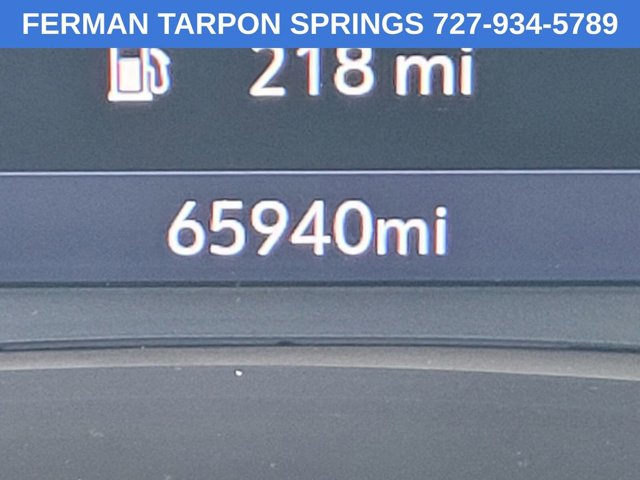 FERMAN TARPON SPRINGS 727-934-5789
218 mi
65940mi